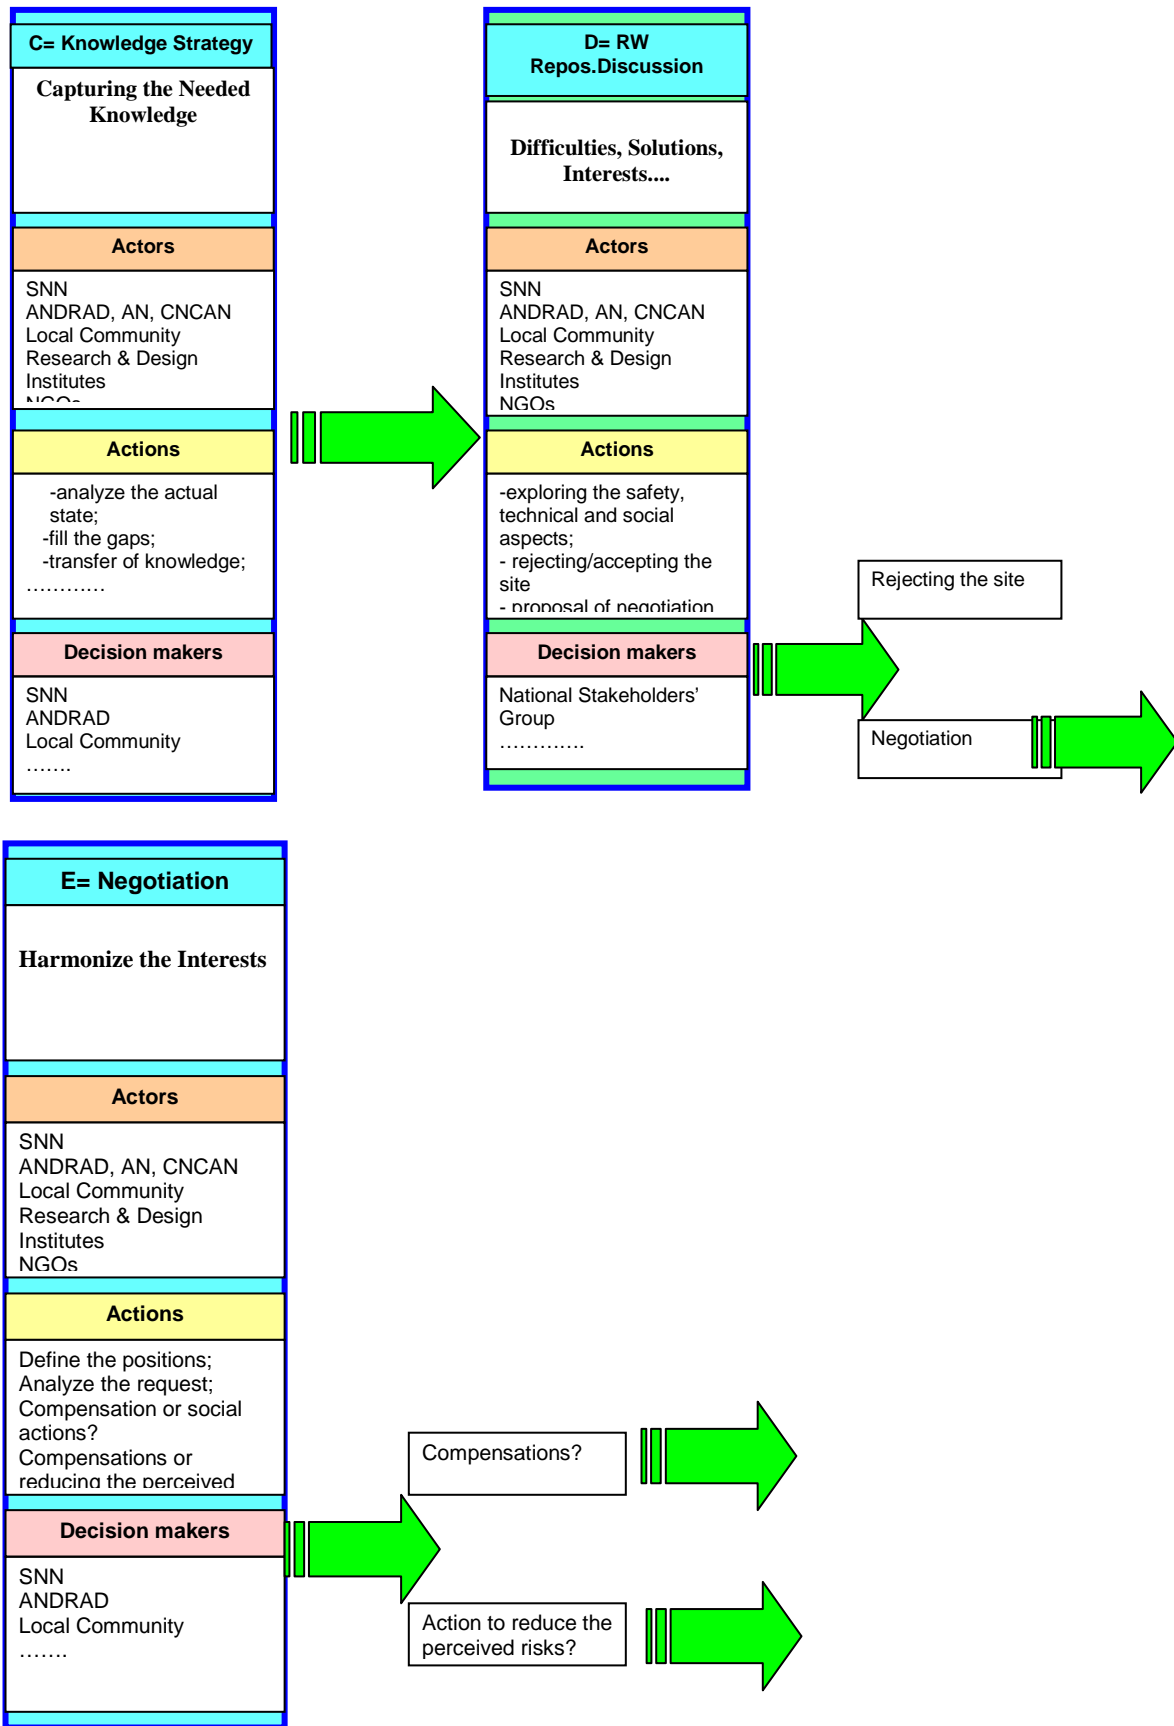 C= Knowledge Strategy
Capturing the Needed
Knowledge
Actors
SNN
ANDRAD, AN, CNCAN
Local Community
Research & Design
Institutes
NGOs
Actions
-analyze the actual
state;
-fill the gaps;
-transfer of knowledge;
…………
Decision makers
SNN
ANDRAD
Local Community
…….
D= RW
Repos.Discussion
Difficulties, Solutions,
Interests....
Actors
SNN
ANDRAD, AN, CNCAN
Local Community
Research & Design
Institutes
NGOs
Actions
-exploring the safety,
technical and social
aspects;
- rejecting/accepting the
site
- proposal of negotiation
Decision makers
National Stakeholders’
Group
………….
Rejecting the site
Negotiation
E= Negotiation
Harmonize the Interests
Actors
SNN
ANDRAD, AN, CNCAN
Local Community
Research & Design
Institutes
NGOs
Actions
Define the positions;
Analyze the request;
Compensation or social
actions?
Compensations or
reducing the perceived
Decision makers
SNN
ANDRAD
Local Community
…….
Compensations?
Action to reduce the
perceived risks?